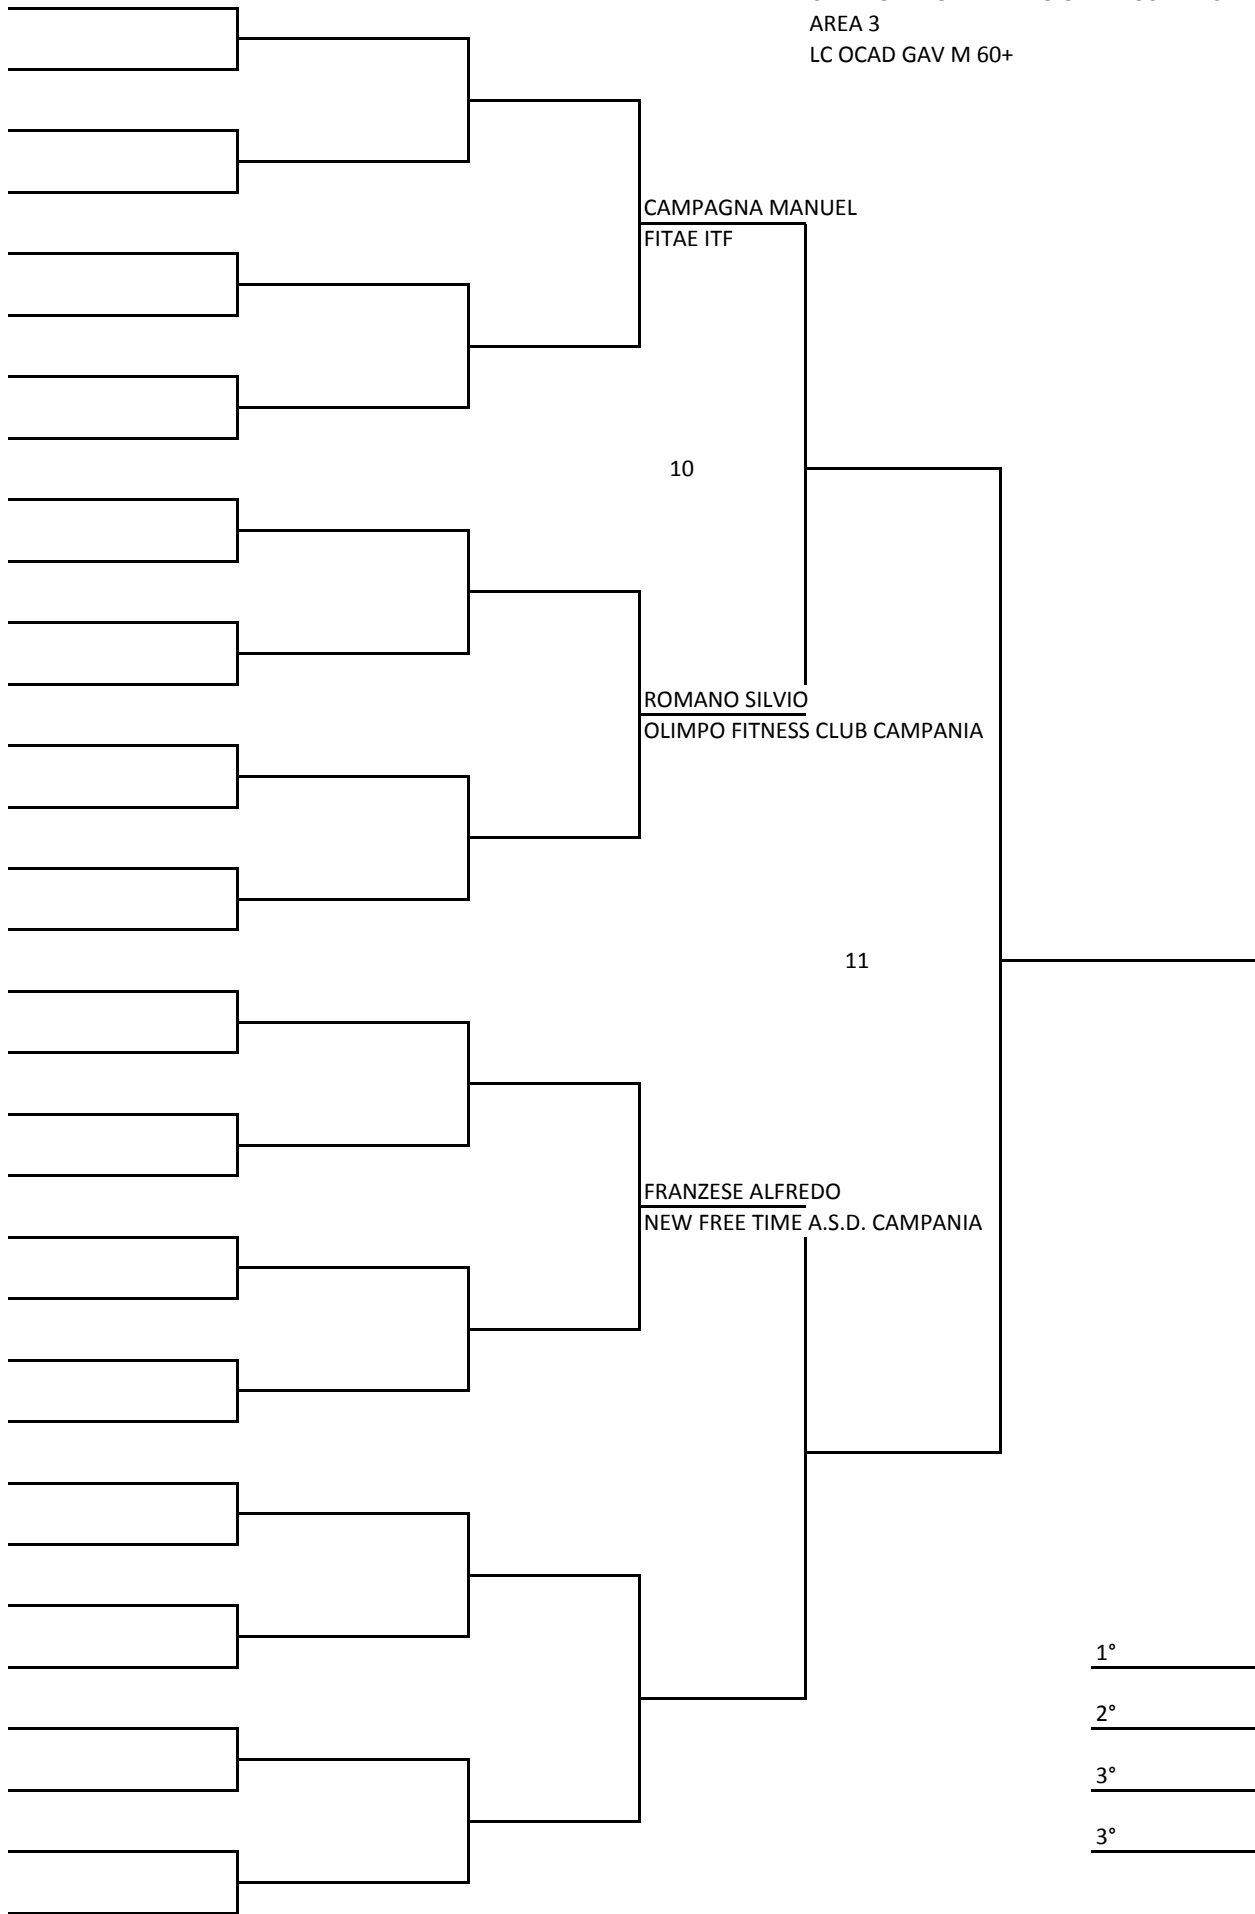 AREA 3
LC OCAD GAV M 60+
CAMPAGNA MANUEL
FITAE ITF
10
ROMANO SILVIO
OLIMPO FITNESS CLUB CAMPANIA
11
FRANZESE ALFREDO
NEW FREE TIME A.S.D. CAMPANIA
1°
2°
3°
3°